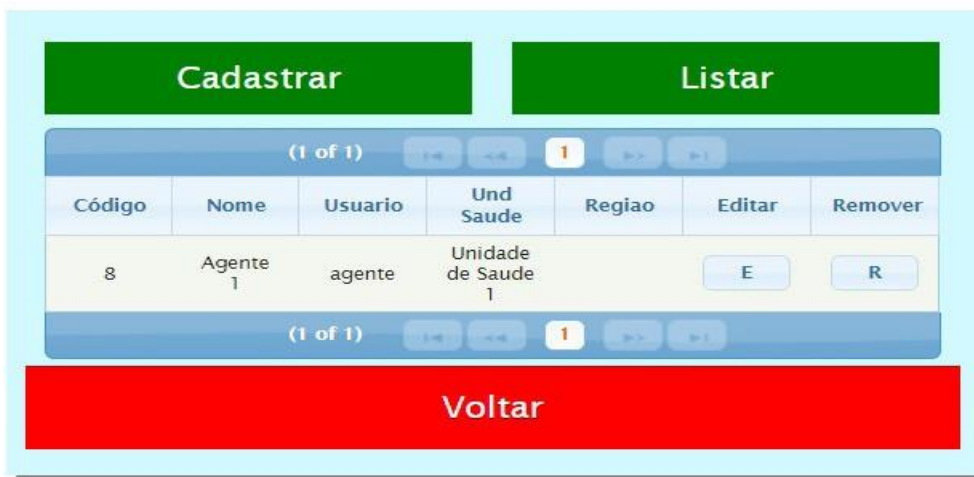 Cadastrar Listar
(1 of 1) 1
Código Nome Usuario Und Saude Regiao Editar Remover
8 Agente 1 agente Unidade de Saude 1 E R
(1 of 1) 1
Voltar